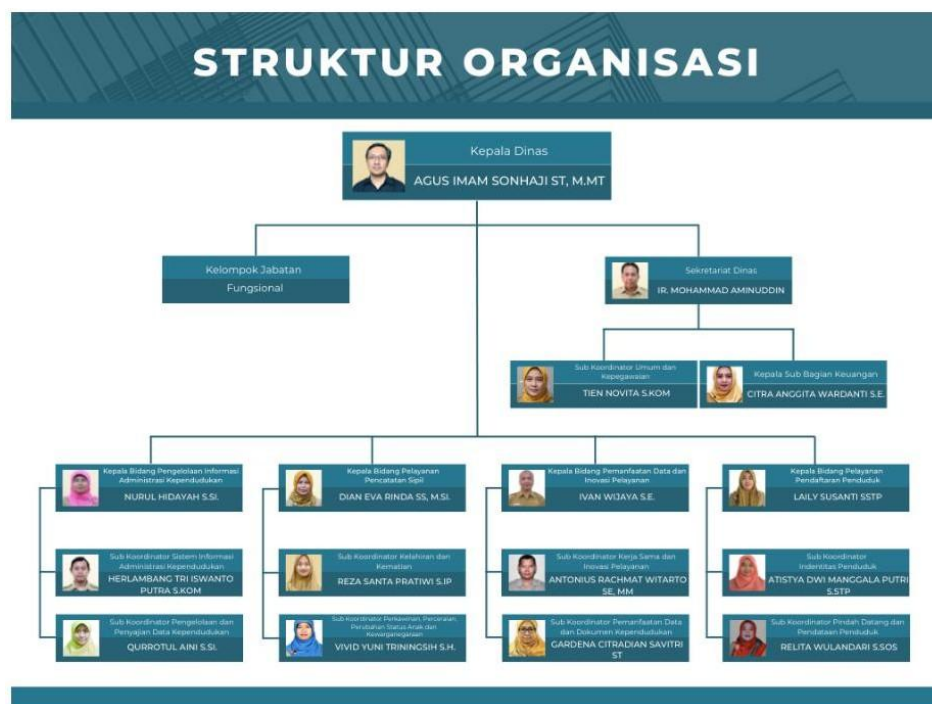 STRUKTUR ORGANISASI
Kepala Dinas
AGUS IMAM SONHAJI ST, M.MT
Kelompok Jabatan
Fungsional
Sekretariat Dinas
IR. MOHAMMAD AMINUDDIN
Sub Koordinator Umum dan
Kepegawaian
TIEN NOVITA S.KOM
Kepala Sub Bagian Keuangan
CITRA ANGGITA WARDANTI S.E.
Kepala Bidang Pengelolaan Informasi
Administrasi Kependudukan
NURUL HIDAYAH S.SI.
Kepala Bidang Pelayanan
Pencatatan Sipil
DIAN EVA RINDA SS, M.SI.
Kepala Bidang Pemanfaatan Data dan
Inovasi Pelayanan
IVAN WIJAYA S.E.
Kepala Bidang Pelayanan
Pendaftaran Penduduk
LAILY SUSANTI SSTP
Sub Koordinator Sistem Informasi
Administrasi Kependudukan
HERLAMBANG TRI ISWANTO
PUTRA S.KOM
Sub Koordinator Kelahiran dan
Kematian
REZA SANTA PRATIWI S.IP
Sub Koordinator Kerja Sama dan
Inovasi Pelayanan
ANTONIUS RACHMAT WITARTO
SE, MM
Sub Koordinator
Indentitas Penduduk
ATISTYA DWI MANGGALA PUTRI
S.STP
Sub Koordinator Pengelolaan dan
Penyajian Data Kependudukan
QURROTUL AINI S.SI.
Sub Koordinator Perkawinan, Perceraian,
Perubahan Status Anak dan
Kewarganegaraan
VIVID YUNI TRININGSIH S.H.
Sub Koordinator Pemanfaatan Data
dan Dokumen Kependudukan
GARDENA CITRADIAN SAVITRI
ST
Sub Koordinator Pindah Datang dan
Pendataan Penduduk
RELITA WULANDARI S.SOS